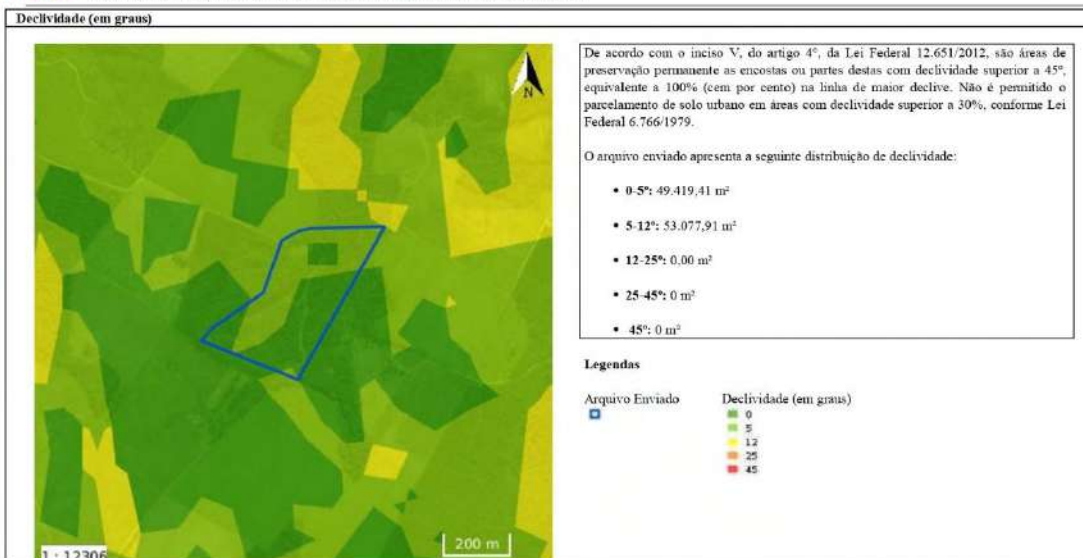 Declividade (em graus)
N
1 : 12306
200 m
De acordo com o inciso V, do artigo 4º, da Lei Federal 12.651/2012, são áreas de
preservação permanente as encostas ou partes destas com declividade superior a 45º,
equivalente a 100% (cem por cento) na linha de maior declive. Não é permitido o
parcelamento de solo urbano em áreas com declividade superior a 30%, conforme Lei
Federal 6.766/1979.
O arquivo enviado apresenta a seguinte distribuição de declividade:
• 0-5º: 49.419,41 m²
• 5-12º: 53.077,91 m²
• 12-25º: 0,00 m²
• 25-45º: 0 m²
• 45º: 0 m²
Legendas
Arquivo Enviado
Declividade (em graus)
0
5
12
25
45